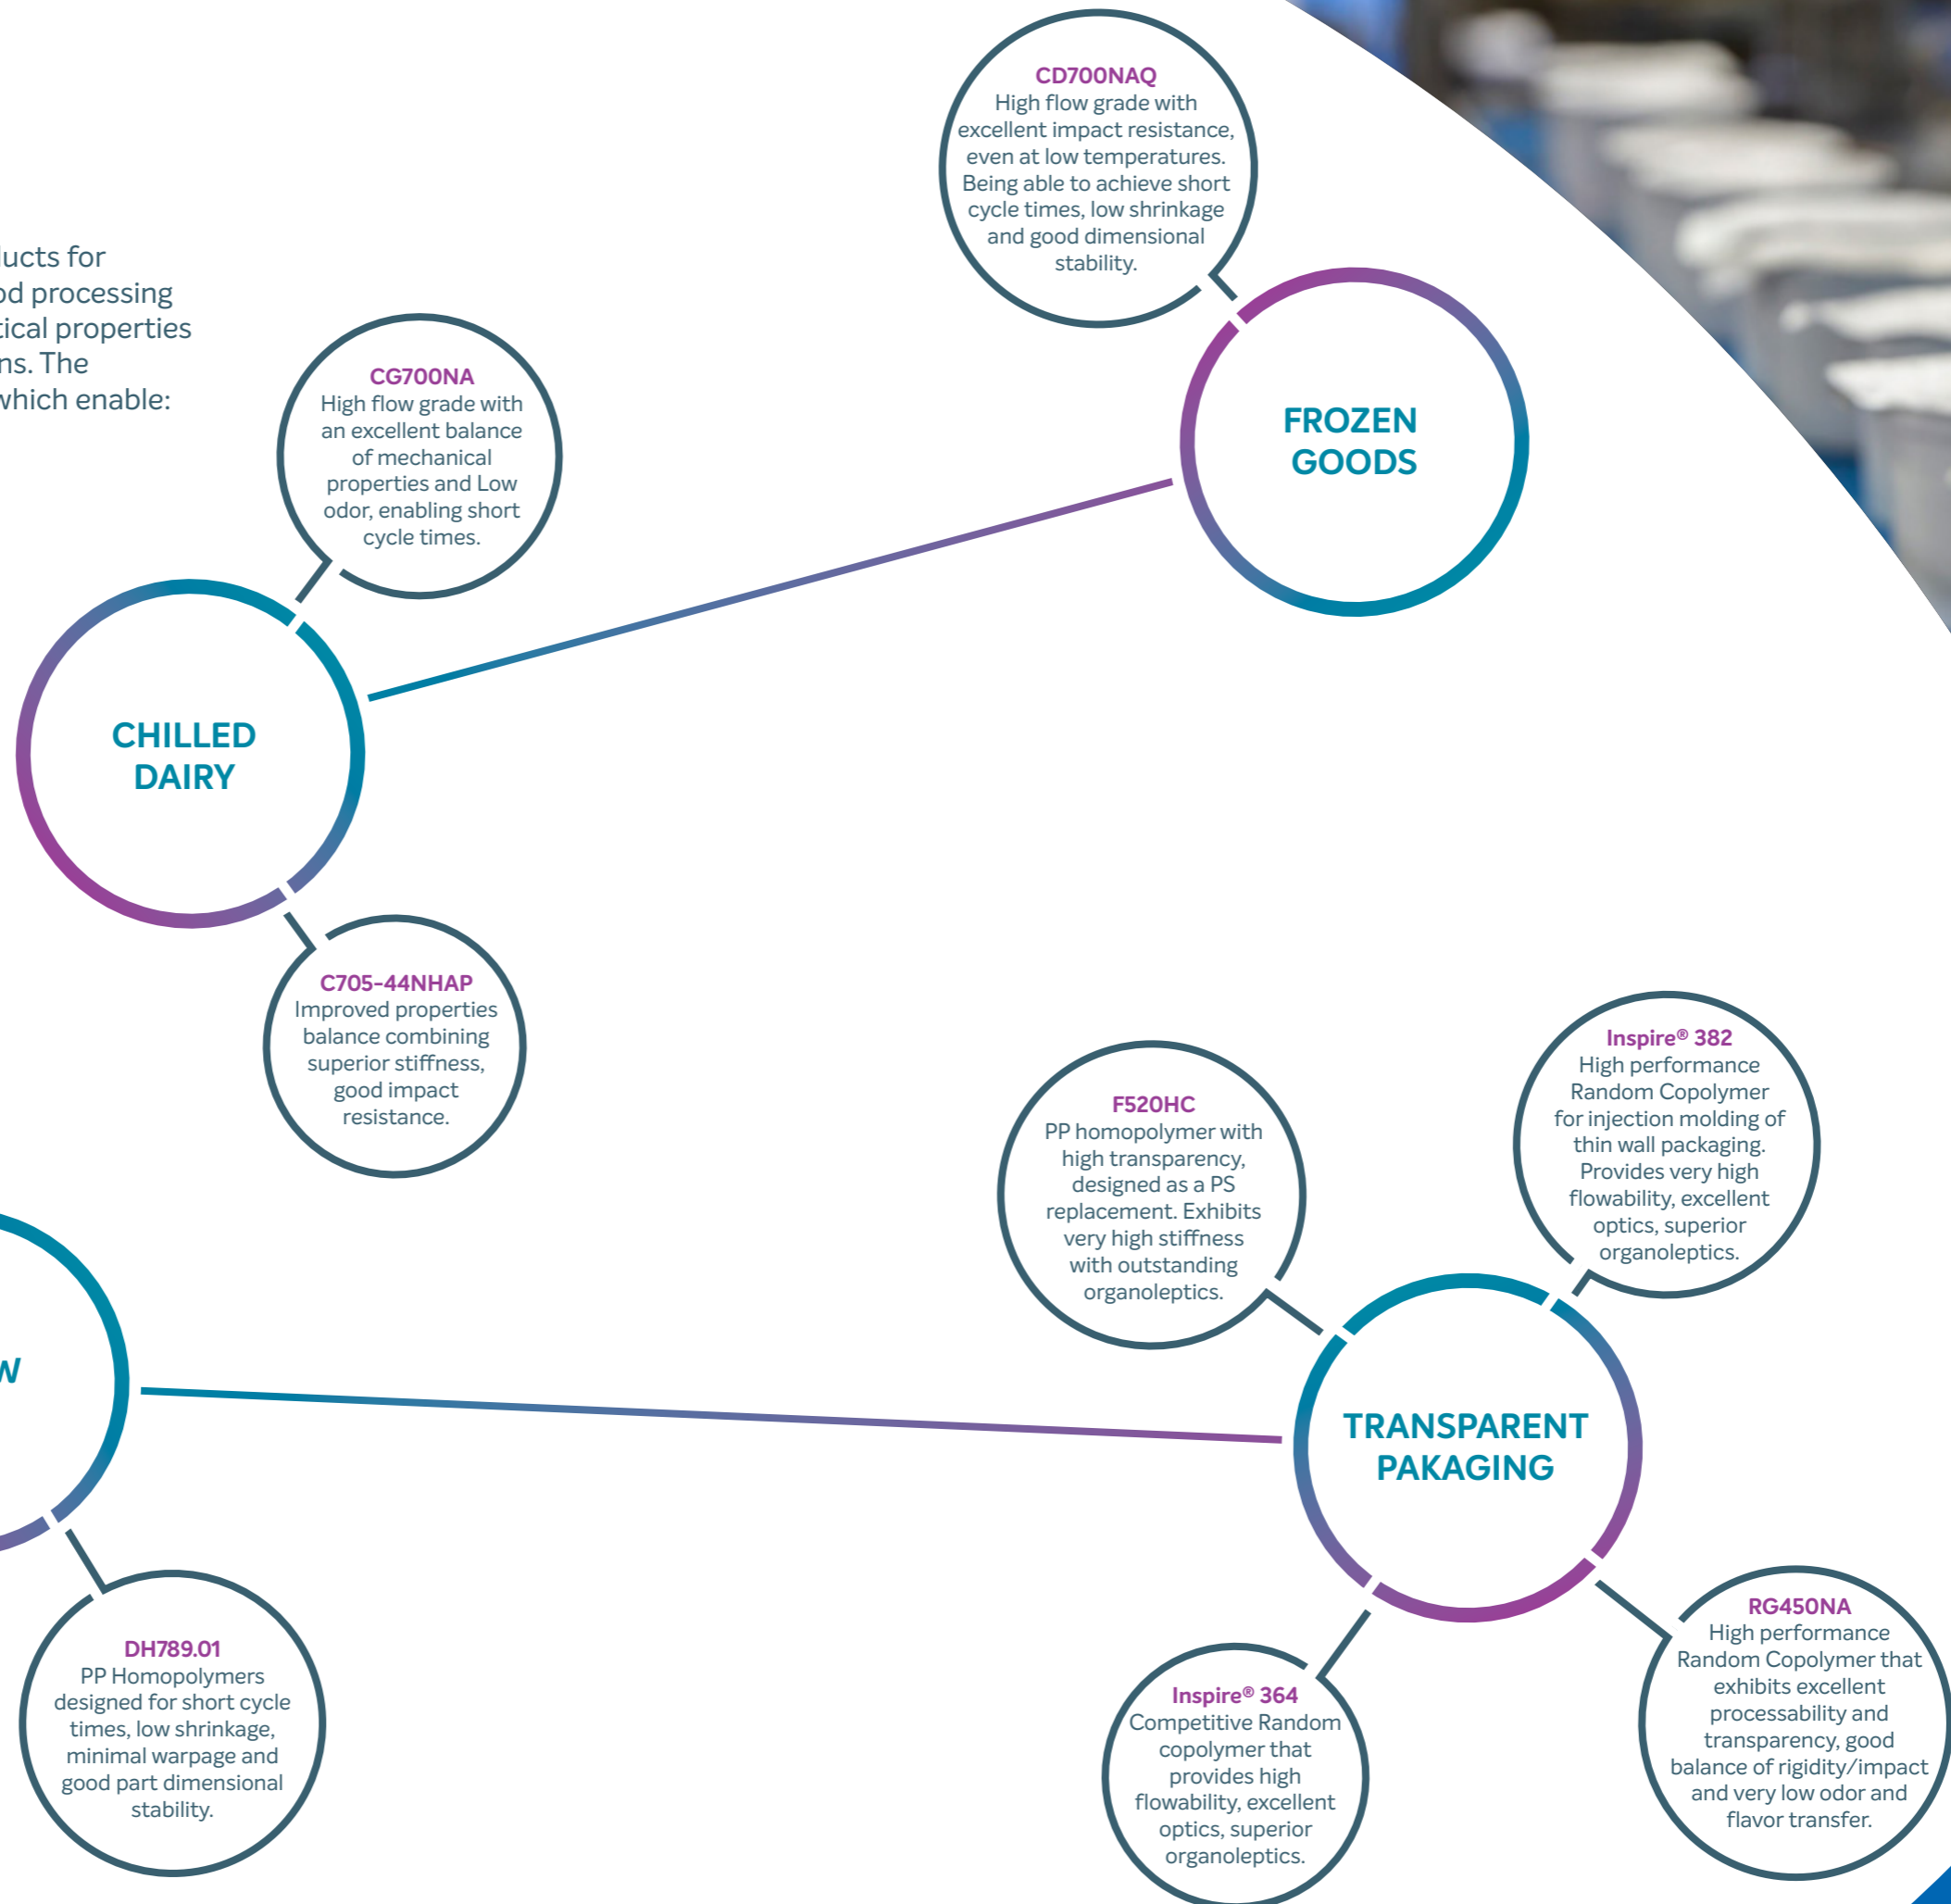 CD700NAQ
High flow grade with
excellent impact resistance,
even at low temperatures.
Being able to achieve short
cycle times, low shrinkage
and good dimensional
stability.
ucts for
od processing
tical properties
ns. The
which enable:
CG700NA
High flow grade with
an excellent balance
of mechanical
properties and Low
odor, enabling short
cycle times.
FROZEN
GOODS
CHILLED
DAIRY
C705-44NHAP
Improved properties
balance combining
superior stiffness,
good impact
resistance.
Inspire® 382
High performance
Random Copolymer
for injection molding of
thin wall packaging.
Provides very high
flowability, excellent
optics, superior
organoleptics.
F520HC
PP homopolymer with
high transparency,
designed as a PS
replacement. Exhibits
very high stiffness
with outstanding
organoleptics.
W
TRANSPARENT
PAKAGING
DH789.01
PP Homopolymers
designed for short cycle
times, low shrinkage,
minimal warpage and
good part dimensional
stability.
Inspire® 364
Competitive Random
copolymer that
provides high
flowability, excellent
optics, superior
organoleptics.
RG450NA
High performance
Random Copolymer that
exhibits excellent
processability and
transparency, good
balance of rigidity/impact
and very low odor and
flavor transfer.